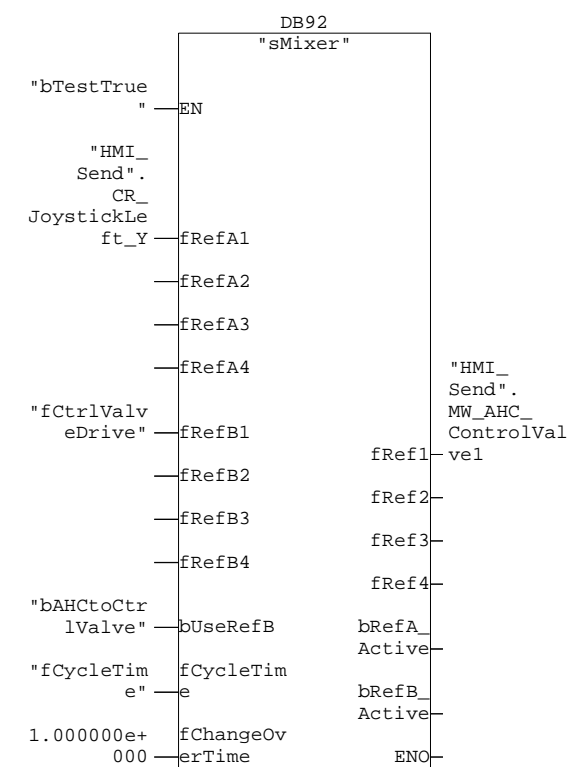 DB92
"sMixer"
"bTestTrue
" EN
"HMI_
Send".
CR_
JoystickLe
ft_Y fRefA1
fRefA2
fRefA3
fRefA4
"HMI_
Send".
MW_AHC_
ControlVal
ve1
"fCtrlValv
eDrive" fRefB1
fRef1
fRefB2
fRef2
fRefB3
fRef3
fRefB4
fRef4
"bAHCtoCtr
lValve" bUseRefB
bRefA_
Active
"fCycleTim
e" fCycleTim
e
bRefB_
Active
1.000000e+
000 fChangeOv
erTime
ENO